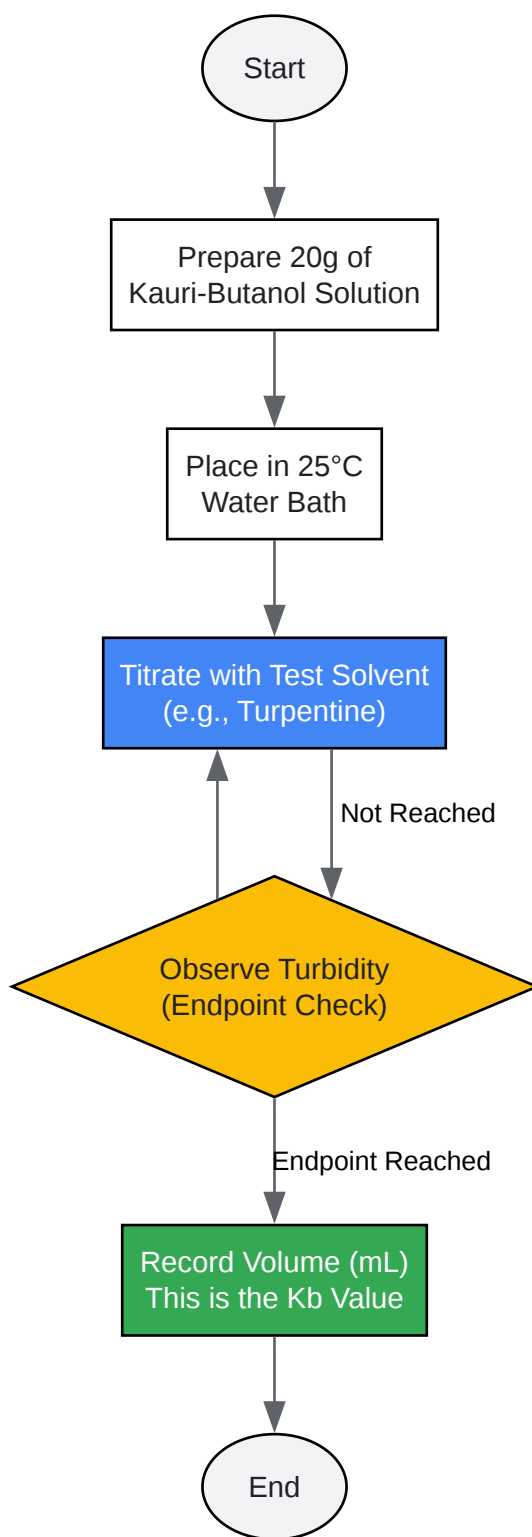 Start
Prepare 20g of
Kauri-Butanol Solution
Place in 25°C
Water Bath
Titrate with Test Solvent
(e.g., Turpentine)
Not Reached
Observe Turbidity
(Endpoint Check)
Endpoint Reached
Record Volume (mL)
This is the Kb Value
End